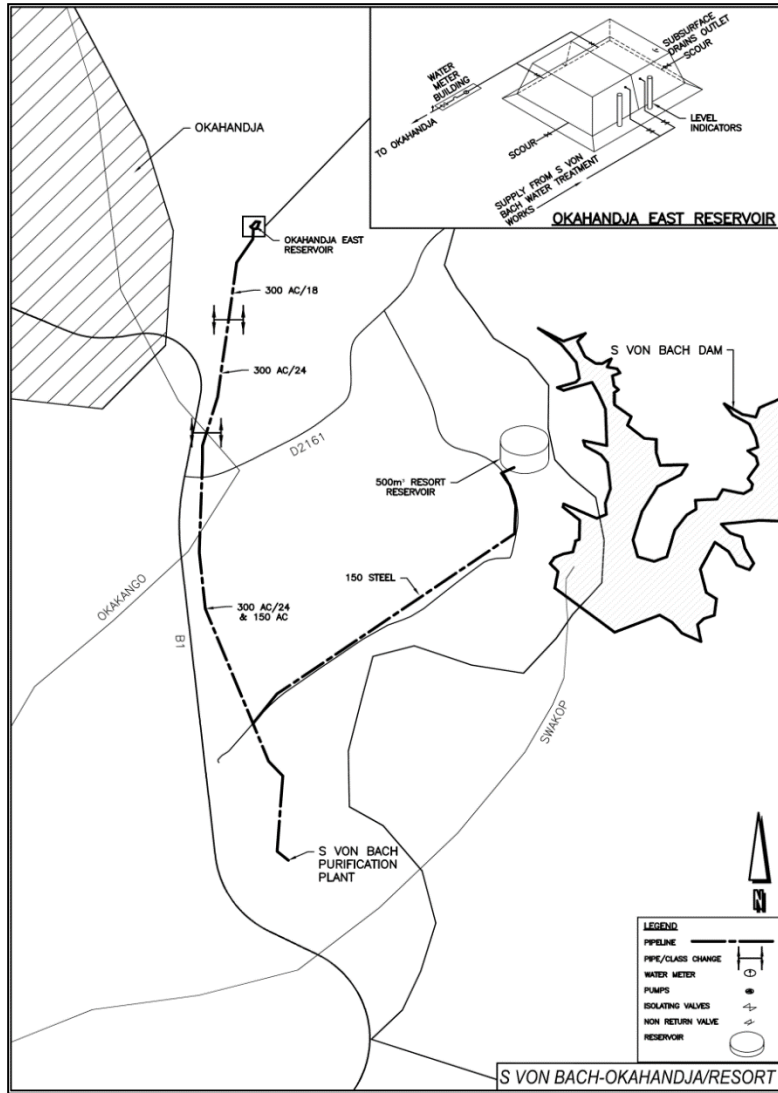 SUBSURFACE
DRAINS OUTLET
SCOUR
WATER
METER
BUILDING
TO OKAHANDJA
LEVEL
INDICATORS
SCOUR
SUPPLY FROM S VON
BACH WATER TREATMENT
WORKS
OKAHANDJA EAST RESERVOIR
OKAHANDJA
OKAHANDJA EAST
RESERVOIR
300 AC/18
300 AC/24
S VON BACH DAM
D2161
500m³ RESORT
RESERVOIR
150 STEEL
OKAKANGO
300 AC/24
& 150 AC
B1
SWAKOP
S VON BACH
PURIFICATION
PLANT
N
LEGEND
PIPELINE
PIPE/CLASS CHANGE
WATER METER
PUMPS
ISOLATING VALVES
NON RETURN VALVE
RESERVOIR
S VON BACH-OKAHANDJA/RESORT